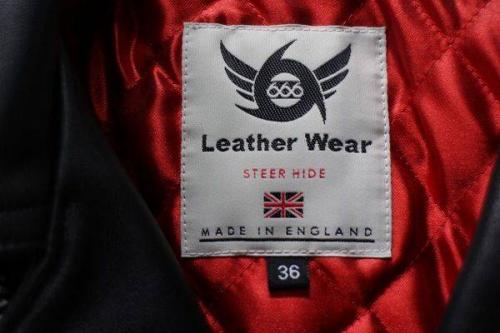 666
Leather Wear
STEER HIDE
MADE IN ENGLAND
36